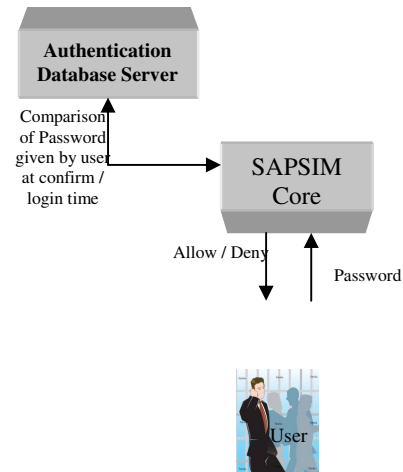 Authentication
Database Server
Comparison
of Password
given by user
at confirm /
login time
SAPSIM
Core
Allow / Deny
Password
User